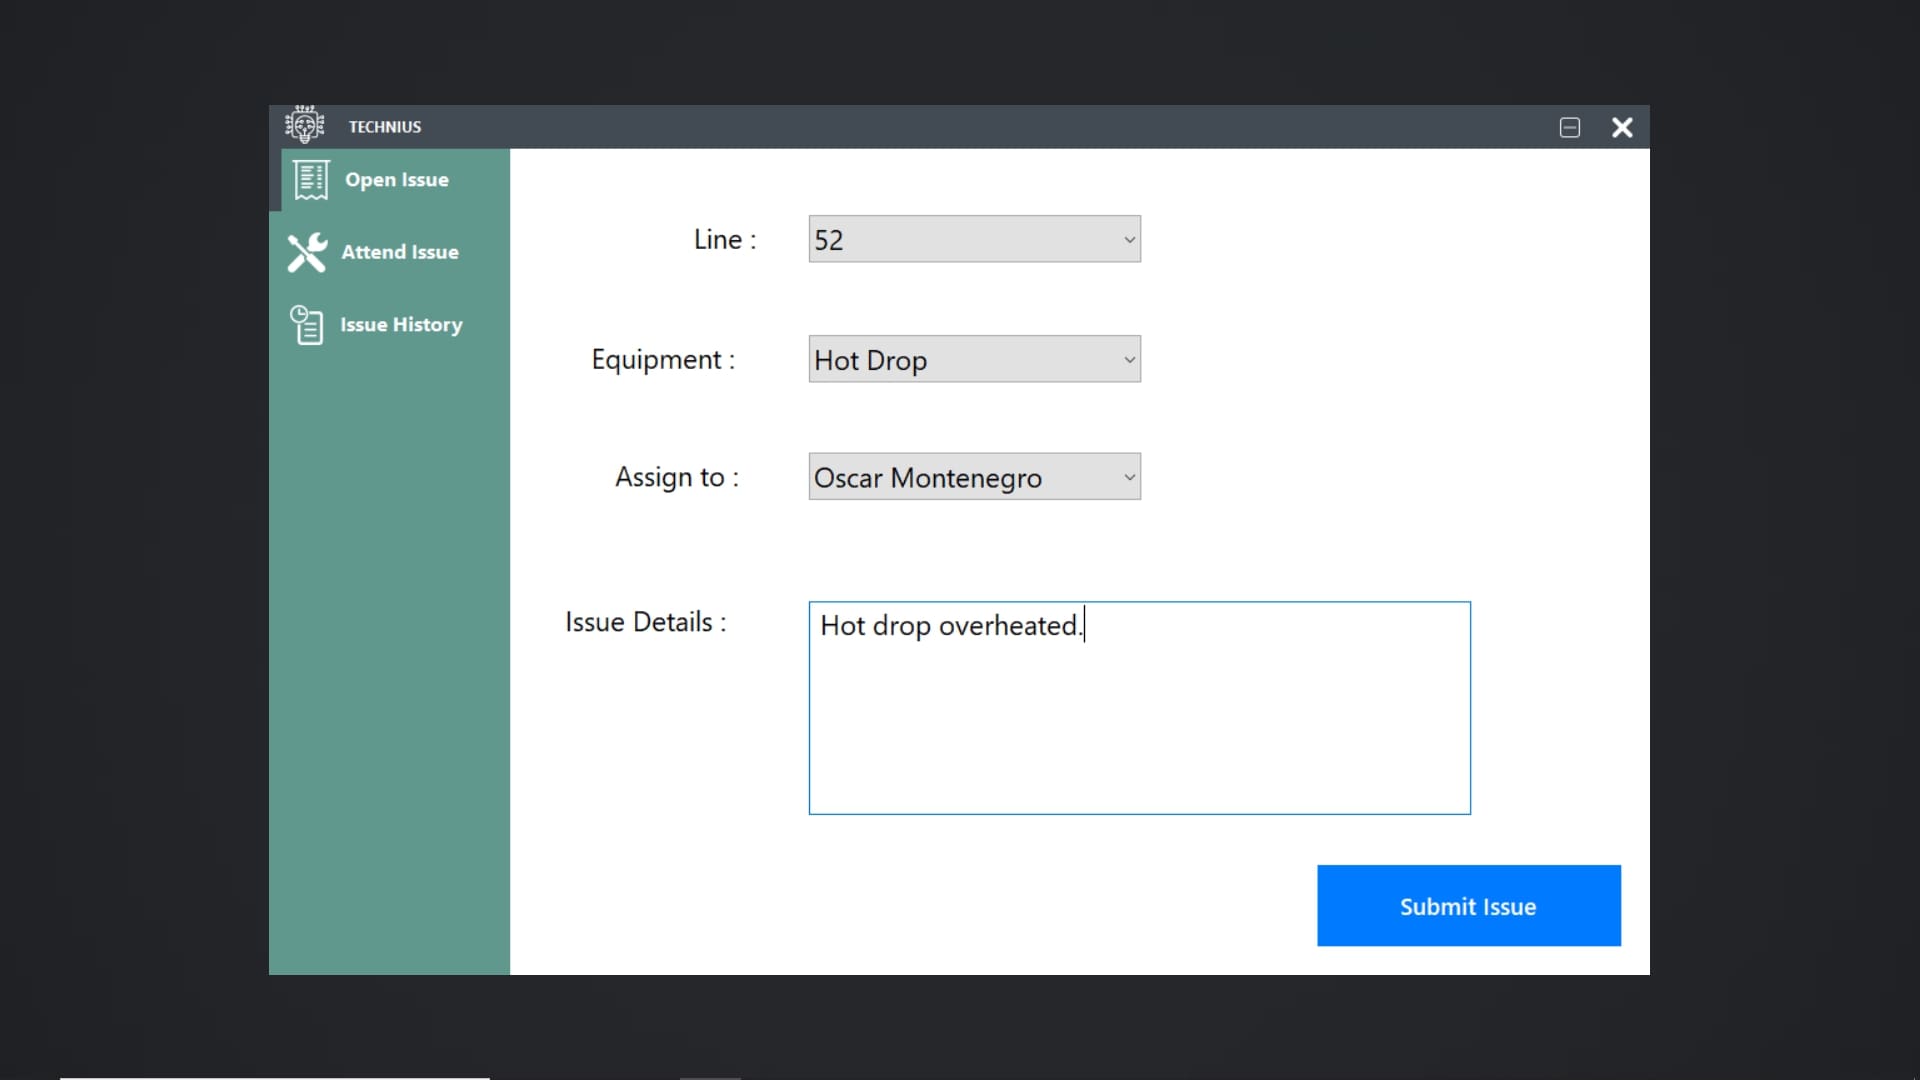 TECHNIUS
Open Issue
Attend Issue
Issue History
Line : 52
Equipment : Hot Drop
Assign to : Oscar Montenegro
Issue Details : Hot drop overheated.
Submit Issue